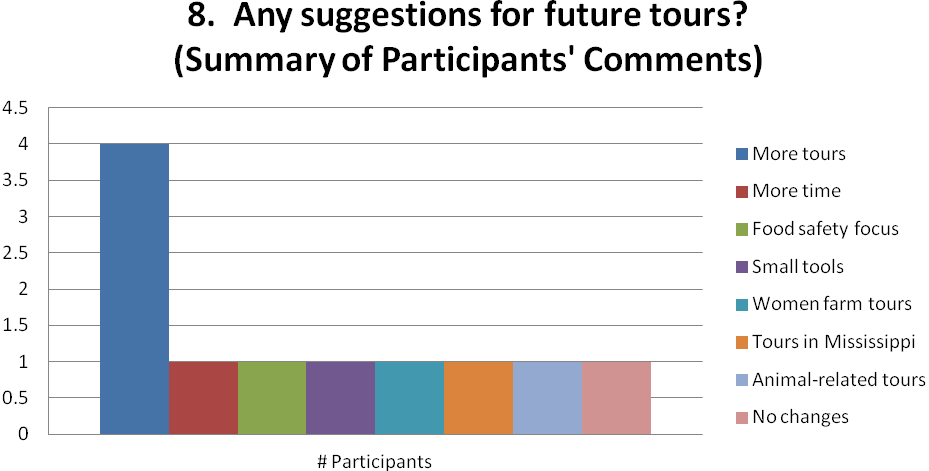 8.  Any suggestions for future tours?
(Summary of Participants' Comments)
4.5
4
3.5
3
2.5
2
1.5
1
0.5
0
# Participants
More tours
More time
Food safety focus
Small tools
Women farm tours
Tours in Mississippi
Animal-related tours
No changes